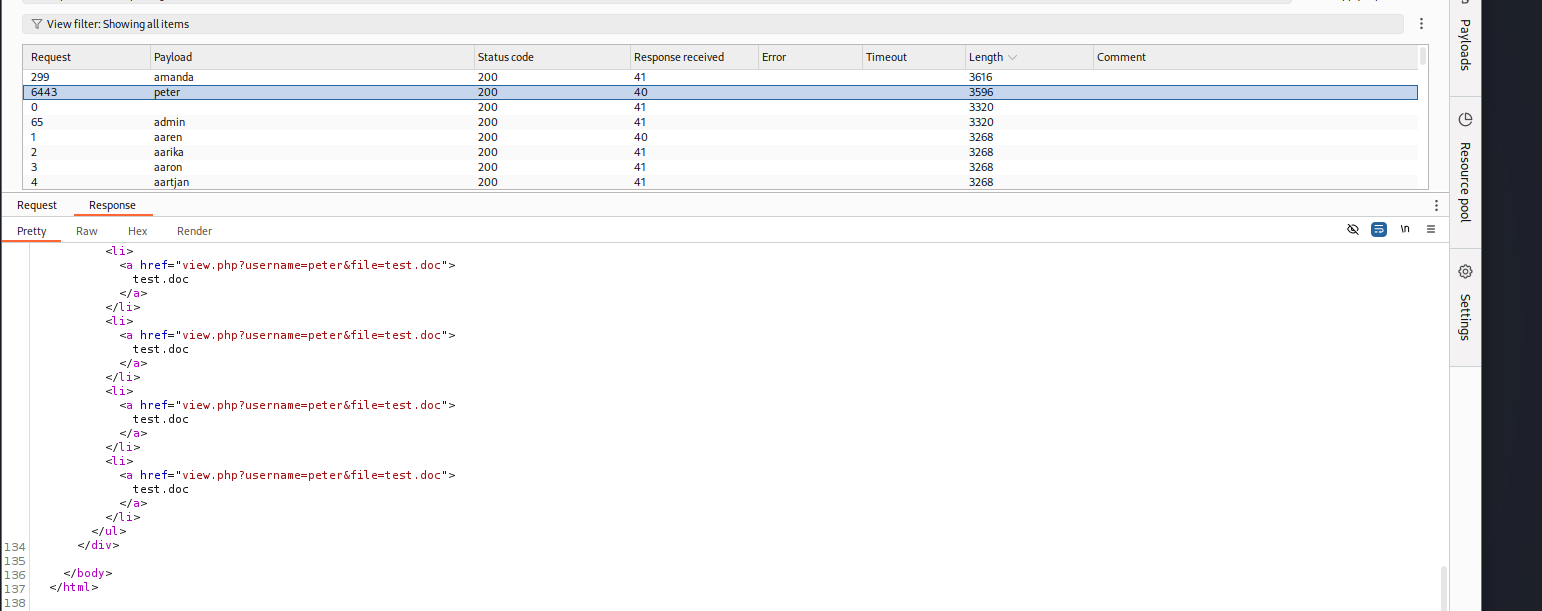 View filter: Showing all items
Request Payload Status code Response received Error Timeout Length Comment
299 amanda 200 41 3616
6443 peter 200 40 3596
0 200 41 3320
65 admin 200 41 3320
1 aaren 200 40 3268
2 aarika 200 41 3268
3 aaron 200 41 3268
4 aartjan 200 41 3268
Request Response
Pretty Raw Hex Render
\n
<li>
<a href="view.php?username=peter&file=test.doc">
test.doc
</a>
</li>
<li>
<a href="view.php?username=peter&file=test.doc">
test.doc
</a>
</li>
<li>
<a href="view.php?username=peter&file=test.doc">
test.doc
</a>
</li>
<li>
<a href="view.php?username=peter&file=test.doc">
test.doc
</a>
</li>
</ul>
134 </div>
135
136 </body>
137 </html>
138
Payloads
Resource pool
Settings